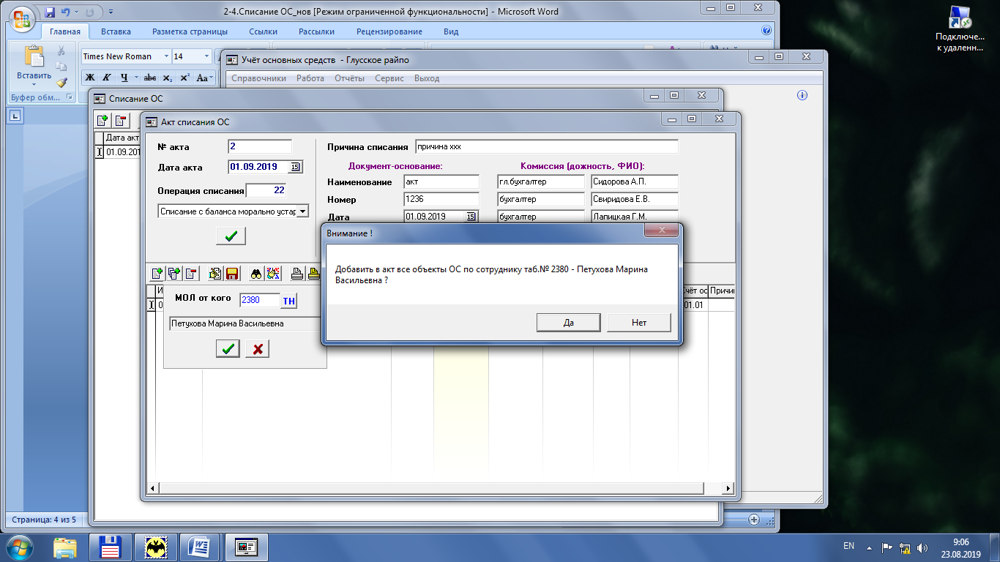 2-4.Списание ОС_нов [Режим ограниченной функциональности] - Microsoft Word
Главная Вставка Разметка страницы Ссылки Рассылки Рецензирование Вид
Times New Roman 14
Вставить
Ж К Ч abc x₂ x² Aa
Буфер обм...
Подключе...
к удаленн...
Учёт основных средств - Глусское райпо
Справочники Работа Отчёты Сервис Выход
Списание ОС
Дата акт
01.09.201
Акт списания ОС
№ акта 2 Причина списания причина ххх
Дата акта 01.09.2019 15 Документ-основание: Комиссия (дожность, ФИО):
Наименование акт гл.бухгалтер Сидорова А.П.
Операция списания 22 Номер 1236 бухгалтер Свиридова Е.В.
Списание с баланса морально устар Дата 01.09.2019 15 бухгалтер Лапицкая Г.М.
Внимание !
Добавить в акт все объекты ОС по сотруднику таб.№ 2380 - Петухова Марина
Васильевна ?
Да Нет
Счёт ос Причи
01.01
МОЛ от кого 2380 ТН
Петухова Марина Васильевна
Страница: 4 из 5
EN 9:06
23.08.2019